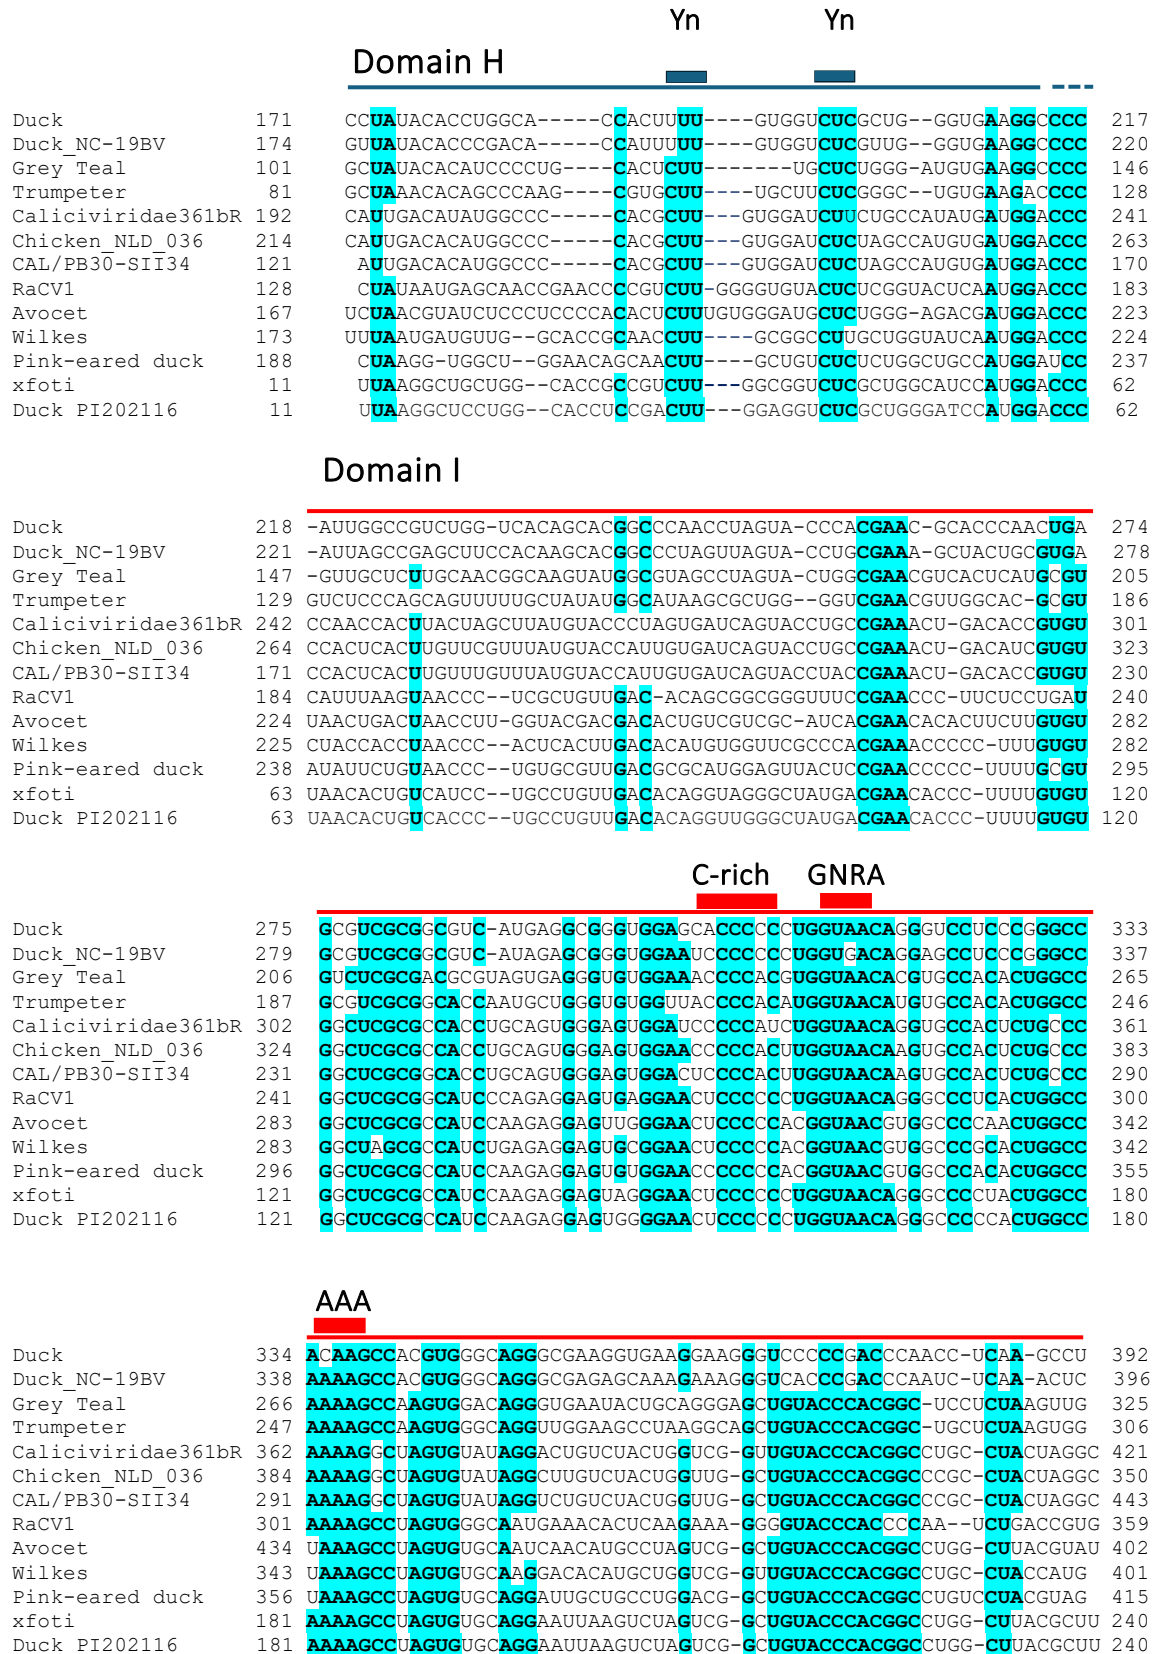 Yn Yn
Domain H
Duck 171 CCUAUACACCUGGCA-----CCACUUUU----GUGGUCUCGCUG--GGUGAAGGCCCC 217
Duck_NC-19BV 174 GUUAUACACCCGACA-----CCAUUUUU----GUGGUCUCGUUG--GGUGAAGGCCCC 220
Grey Teal 101 GCUAUACACAUCCCCUG----CACUCUU-------UGCUCUGGG-AUGUGAAGGCCCC 146
Trumpeter 81 GCUAAACACAGCCCAAG----CGUGCUU----UGCUUCUCGGGC--UGUGAAGACCCC 128
Caliciviridae361bR 192 CAUUGACAUAUGGCCC-----CACGCUU---GUGGAUCUUCUGCCAUAUGAUGGACCC 241
Chicken_NLD_036 214 CAUUGACACAUGGCCC-----CACGCUU---GUGGAUCUCUAGCCAUGUGAUGGACCC 263
CAL/PB30-SII34 121 AUUGACACAUGGCCC-----CACGCUU---GUGGAUCUCUAGCCAUGUGAUGGACCC 170
RaCV1 128 CUAUAAUGAGCAACCGAACCCCGUCUU-GGGGUGUACUCUCGGUACUCAAUGGACCC 183
Avocet 167 UCUAACGUAUCUCCCUCCCCACACUCUUUGUGGGAUGCUCUGGG-AGACGAUGGACCC 223
Wilkes 173 UUUAAUGAUGUUG--GCACCGCAACCUU----GCGGCCUUGCUGGUAUCAAUGGACCC 224
Pink-eared duck 188 CUAAGG-UGGCU--GGAACAGCAACUU----GCUGUCUCUCUGGCUGCCAUGGAUCC 237
xfoti 11 UUAAGGCUGCUGG--CACCGCCGUCUU---GGCGGUCUCGCUGGCAUCCAUGGACCC 62
Duck PI202116 11 UUAAGGCUCCUGG--CACCUCCGACUU---GGAGGUCUCGCUGGGAUCCAUGGACCC 62
Domain I
Duck 218 -AUUGGCCGUCUGG-UCACAGCACGGCCCAACCUAGUA-CCCACGAAC-GCACCCAACUGA 274
Duck_NC-19BV 221 -AUUAGCCGAGCUUCCACAAGCACGGCCCUAGUUAGUA-CCUGCGAAA-GCUACUGCGUGA 278
Grey Teal 147 -GUUGCUCUUGCAACGGCAAGUAUGGCGUAGCCUAGUA-CUGGCGAACGUCACUCAUGCGU 205
Trumpeter 129 GUCUCCCAGCAGUUUUUGCUAUAUGGCAUAAGCGCUGG--GGUCGAACGUUGGCAC-GCGU 186
Caliciviridae361bR 242 CCAACCACUUACUAGCUUAUGUACCCUAGUGAUCAGUACCUGCCGAAACU-GACACCGUGU 301
Chicken_NLD_036 264 CCACUCACUUGUUCGUUUAUGUACCAUUGUGAUCAGUACCUGCCGAAACU-GACAUCGUGU 323
CAL/PB30-SII34 171 CCACUCACUUGUUUGUUUAUGUACCAUUGUGAUCAGUACCUACCGAAACU-GACACCGUGU 230
RaCV1 184 CAUUUAAGUAACCC--UCGCUGUUGAC-ACAGCGGCGGGUUUCCGAACCC-UUCUCCUGAU 240
Avocet 224 UAACUGACUAACCUU-GGUACGACGACACUGUCGUCGC-AUCACGAACACACUUCUUGUGU 282
Wilkes 225 CUACCACCUAACCC--ACUCACUUGACACAUGUGGUUCGCCCACGAAACCCCC-UUUGUGU 282
Pink-eared duck 238 AUAUUCUGUAACCC--UGUGCGUUGACGCGCAUGGAGUUACUCCGAACCCCC-UUUUGCGU 295
xfoti 63 UAACACUGUCAUCC--UGCCUGUUGACACAGGUAGGGCUAUGACGAACACCC-UUUUGUGU 120
Duck PI202116 63 UAACACUGUCACCC--UGCCUGUUGACACAGGUUGGGCUAUGACGAACACCC-UUUUGUGU 120
C-rich GNRA
Duck 275 GCGUCGCGGCGUC-AUGAGGCGGGUGGAGCACCCCCCUGGUAACAGGGUCCUCCCGGGCC 333
Duck_NC-19BV 279 GCGUCGCGGCGUC-AUAGAGCGGGUGGAAUCCCCCCCUGGUGACAGGAGCCUCCCGGGCC 337
Grey Teal 206 GUCUCGCGACGCGUAGUGAGGGUGUGGAAACCCCACGUGGUAACACGUGCCACACUGGCC 265
Trumpeter 187 GCGUCGCGGCACCAAUGCUGGGUGUGGUUACCCCACAUGGUAACAUGUGCCACACUGGCC 246
Caliciviridae361bR 302 GGCUCGCGCCACCUGCAGUGGGAGUGGAUCCCCCAUCUGGUAACAGGUGCCACUCUGCCC 361
Chicken_NLD_036 324 GGCUCGCGCCACCUGCAGUGGGAGUGGAACCCCCACUUGGUAACAAGUGCCACUCUGCCC 383
CAL/PB30-SII34 231 GGCUCGCGGCACCUGCAGUGGGAGUGGACUCCCCACUUGGUAACAAGUGCCACUCUGCCC 290
RaCV1 241 GGCUCGCGGCAUCCCAGAGGAGUGAGGAACUCCCCCCUGGUAACAGGGCCCUCACUGGCC 300
Avocet 283 GGCUCGCGCCAUCCAAGAGGAGUUGGGAACUCCCCCACGGUAACGUGGCCCCAACUGGCC 342
Wilkes 283 GGCUAGCGCCAUCUGAGAGGAGUGCGGAACUCCCCCACGGUAACGUGGCCCGCACUGGCC 342
Pink-eared duck 296 GGCUCGCGCCAUCCAAGAGGAGUGUGGAACCCCCCCACGGUAACGUGGCCCACACUGGCC 355
xfoti 121 GGCUCGCGCCAUCCAAGAGGAGUAGGGAACUCCCCCCUGGUAACAGGGCCCCUACUGGCC 180
Duck PI202116 121 GGCUCGCGCCAUCCAAGAGGAGUGGGGAACUCCCCCCUGGUAACAGGGCCCCCACUGGCC 180
AAA
Duck 334 ACAAGCCACGUGGGCAGGGCGAAGGUGAAGGAAGGGUCCCCCGACCCAACC-UCAA-GCCU 392
Duck_NC-19BV 338 AAAAGCCACGUGGGCAGGGCGAGAGCAAAGAAAGGGUCACCCGACCCAAUC-UCAA-ACUC 396
Grey Teal 266 AAAAGCCAAGUGGACAGGGUGAAUACUGCAGGGAGCUGUACCCACGGC-UCCUCUAAGUUG 325
Trumpeter 247 AAAAGCCAAGUGGGCAGGUUGGAAGCCUAAGGCAGCUGUACCCACGGC-UGCUCUAAGUGG 306
Caliciviridae361bR 362 AAAAGGCUAGUGUAUAGGACUGUCUACUGGUCG-GUUGUACCCACGGCCUGC-CUACUAGGC 421
Chicken_NLD_036 384 AAAAGGCUAGUGUAUAGGCUUGUCUACUGGUUG-GCUGUACCCACGGCCCGC-CUACUAGGC 350
CAL/PB30-SII34 291 AAAAGGCUAGUGUAUAGGUCUGUCUACUGGUUG-GCUGUACCCACGGCCCGC-CUACUAGGC 443
RaCV1 301 AAAAGCCUAGUGGGCAAUGAAACACUCAAGAAA-GGGGUACCCACCCCAA--UCUGACCGUG 359
Avocet 434 UAAAGCCUAGUGUGCAAUCAACAUGCCUAGUCG-GCUGUACCCACGGCCUGG-CUUACGUAU 402
Wilkes 343 UAAAGCCUAGUGUGCAAGGACACAUGCUGGUCG-GUUGUACCCACGGCCUGC-CUACCAUG 401
Pink-eared duck 356 UAAAGCCUAGUGUGCAGGAUUGCUGCCUGGACG-GCUGUACCCACGGCCUGUCCUACGUAG 415
xfoti 181 AAAAGCCUAGUGUGCAGGAAUUAAGUCUAGUCG-GCUGUACCCACGGCCUGG-CUUACGCUU 240
Duck PI202116 181 AAAAGCCUAGUGUGCAGGAAUUAAGUCUAGUCG-GCUGUACCCACGGCCUGG-CUUACGCUU 240